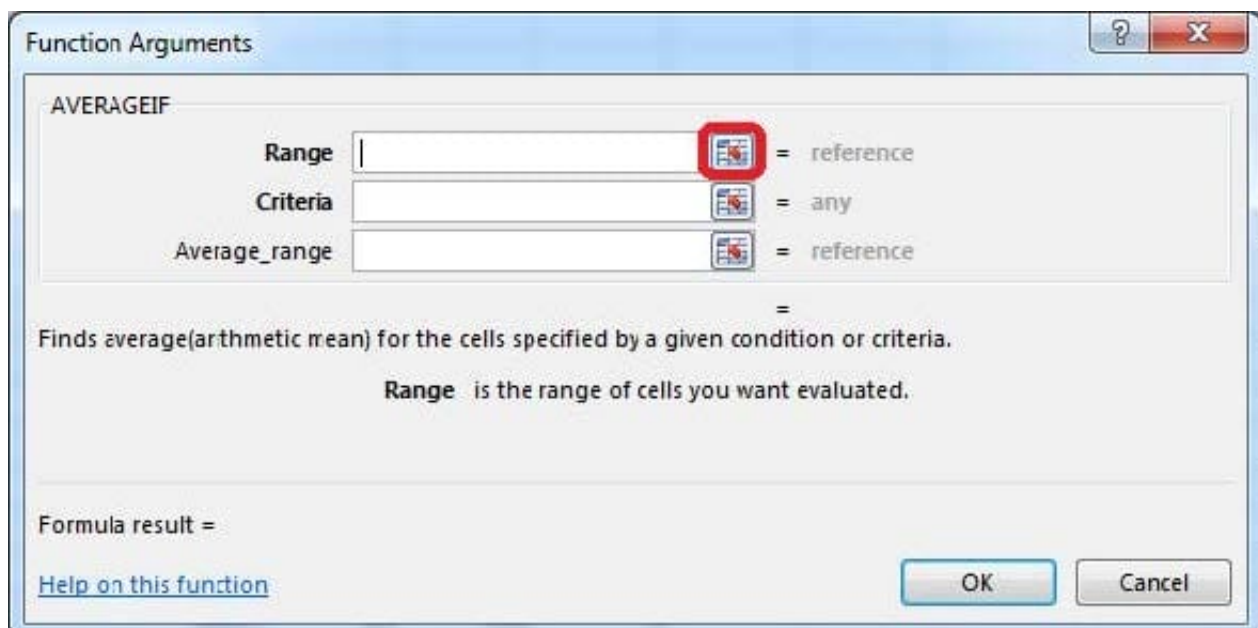 Function Arguments
AVERAGEIF
Range = reference
Criteria = any
Average_range = reference
=
Finds average(arithmetic mean) for the cells specified by a given condition or criteria.
Range is the range of cells you want evaluated.
Formula result =
Help on this function
OK Cancel